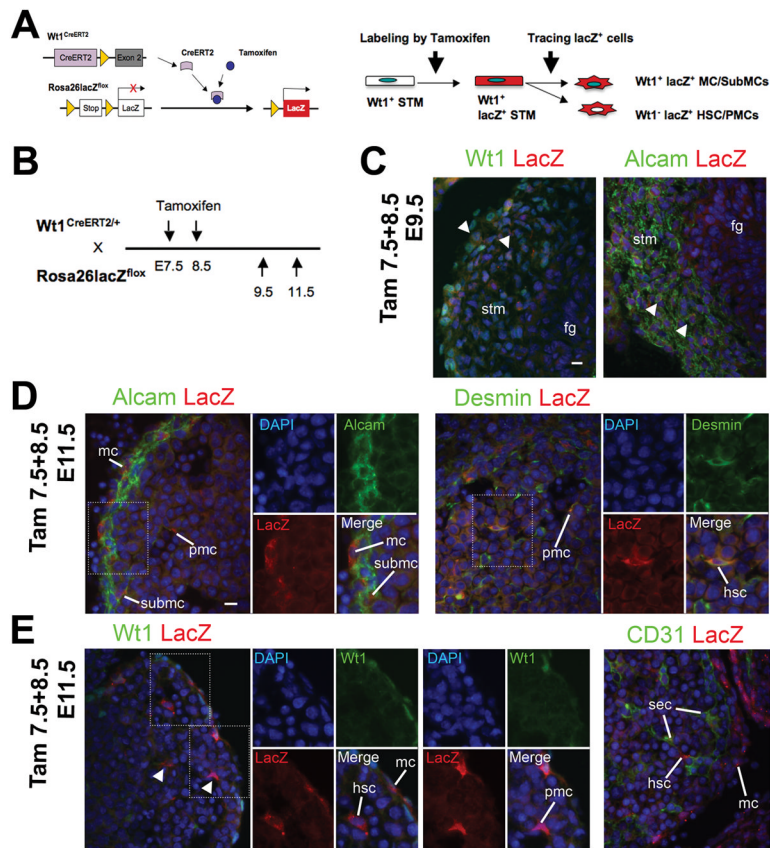 A
Wt1CreERT2
CreERT2
Exon 2
CreERT2
Tamoxifen
Rosa26lacZflox
Stop
LacZ
X
LacZ
Labeling by Tamoxifen
Tracing lacZ+ cells
Wt1+ STM
Wt1+
lacZ+ STM
Wt1+ lacZ+ MC/SubMCs
Wt1- lacZ+ HSC/PMCs
B
Tamoxifen
Wt1CreERT2/+
X
Rosa26lacZflox
E7.5
8.5
9.5
11.5
C
Wt1 LacZ
Alcam LacZ
Tam 7.5+8.5
E9.5
stm
fg
stm
fg
D
Alcam LacZ
Desmin LacZ
Tam 7.5+8.5
E11.5
mc
pmc
submc
DAPI
Alcam
LacZ
Merge
mc
submc
pmc
DAPI
Desmin
LacZ
Merge
hsc
E
Wt1 LacZ
CD31 LacZ
Tam 7.5+8.5
E11.5
DAPI
Wt1
LacZ
Merge
mc
hsc
DAPI
Wt1
LacZ
Merge
pmc
sec
hsc
mc